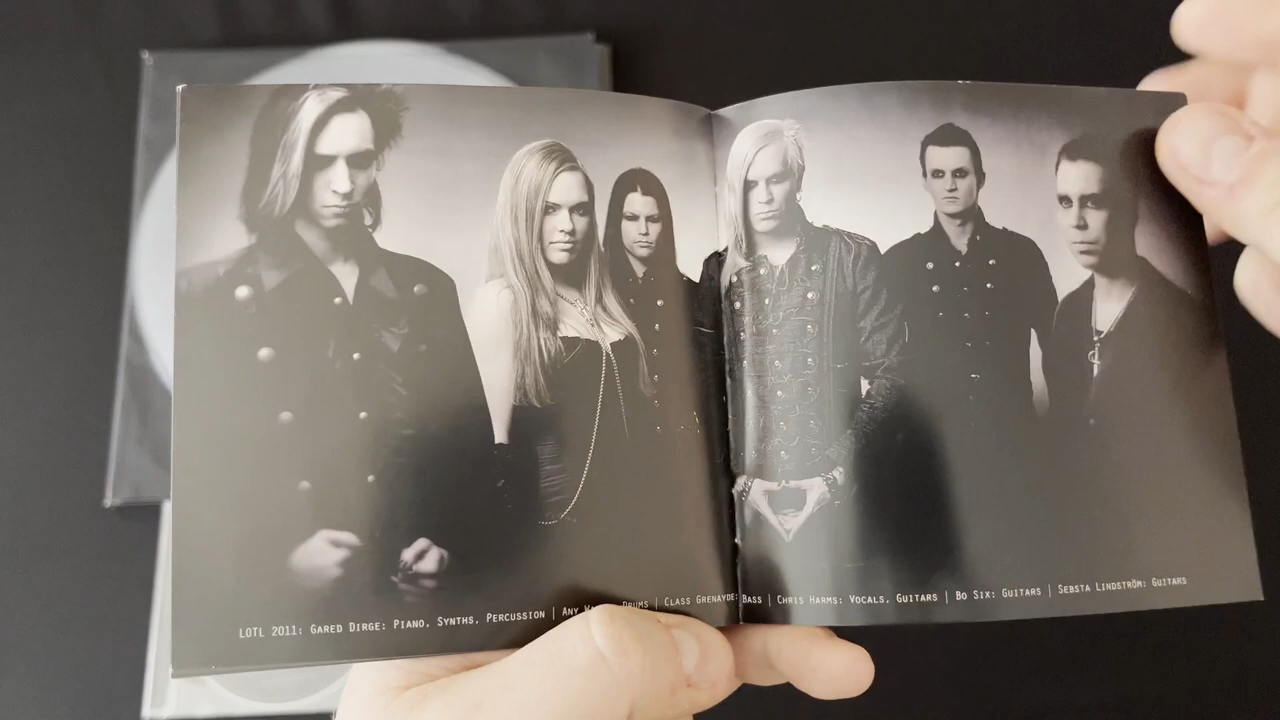 LOTL 2011: GARED DIRGE: PIANO, SYNTHS, PERCUSSION | ANY DRUMS | CLASS GRENAYDE: BASS | CHRIS HARMS: VOCALS, GUITARS | BO SIX: GUITARS | SEBSTA LINDSTRÖM: GUITARS